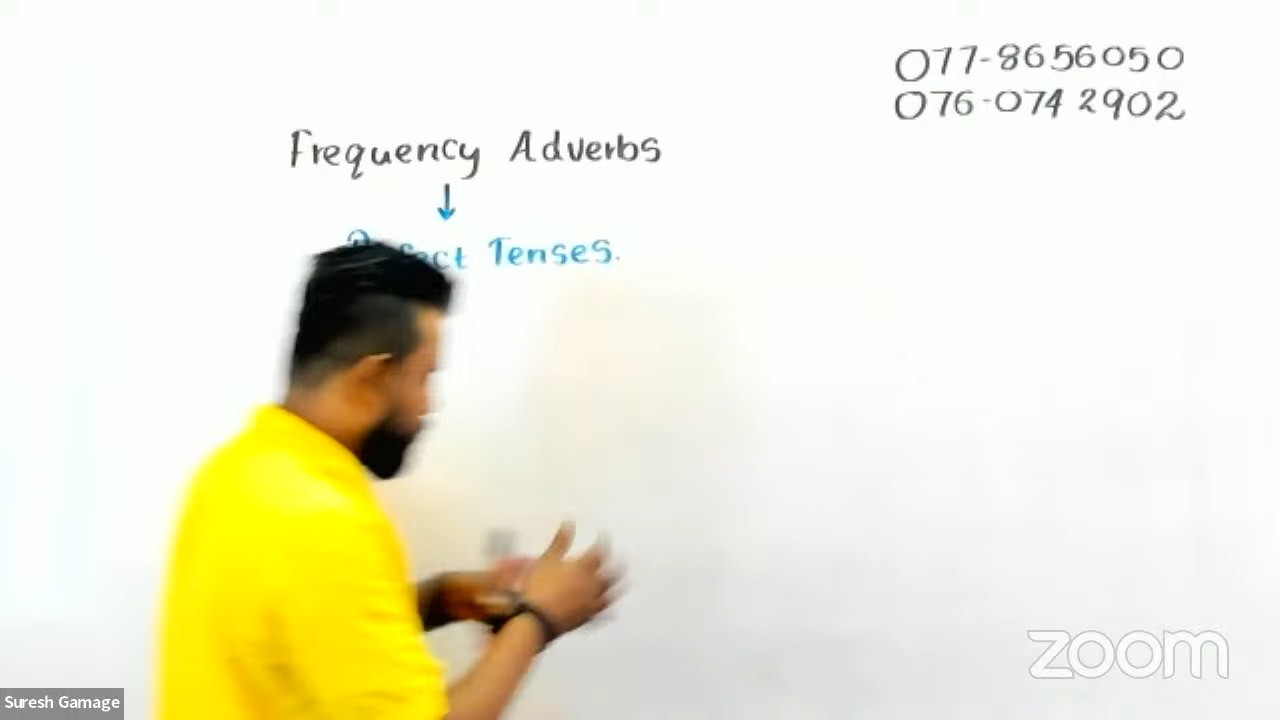 077-8656050
076-074 2902
Frequency Adverbs
↓
Tenses.
zoom
Suresh Gamage